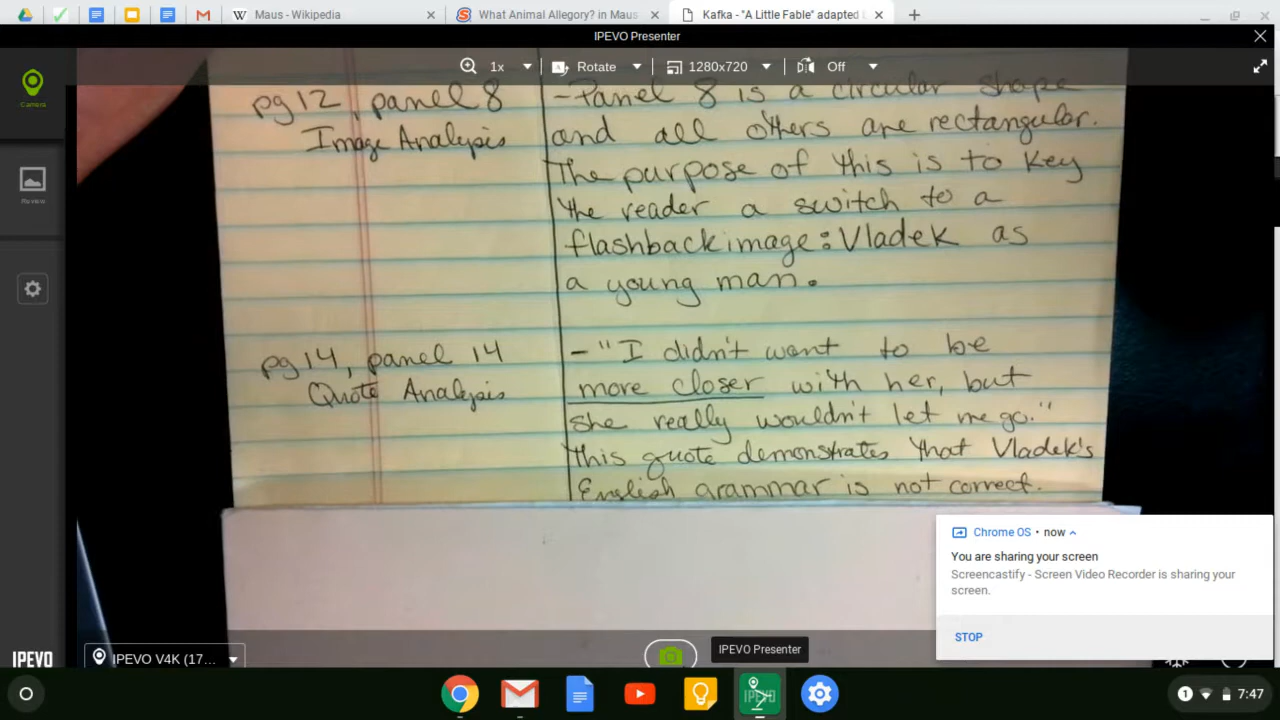 Maus - Wikipedia
What Animal Allegory? in Maus
Kafka - "A Little Fable" adapted
IPEVO Presenter
1x
Rotate
1280x720
Off
Camera
Review
pg 12, panel 8
Image Analysis
-Panel 8 is a circular shape
and all others are rectangular.
The purpose of this is to key
the reader a switch to a
flashback image: Vladek as
a young man.
pg 14, panel 14
Quote Analysis
- "I didn't want to be
more closer with her, but
she really wouldn't let me go."
This quote demonstrates that Vladek's
English grammar is not correct.
Chrome OS • now
You are sharing your screen
Screencastify - Screen Video Recorder is sharing your
screen.
STOP
IPEVO
IPEVO V4K (17...
IPEVO Presenter
IPEVO
1
7:47